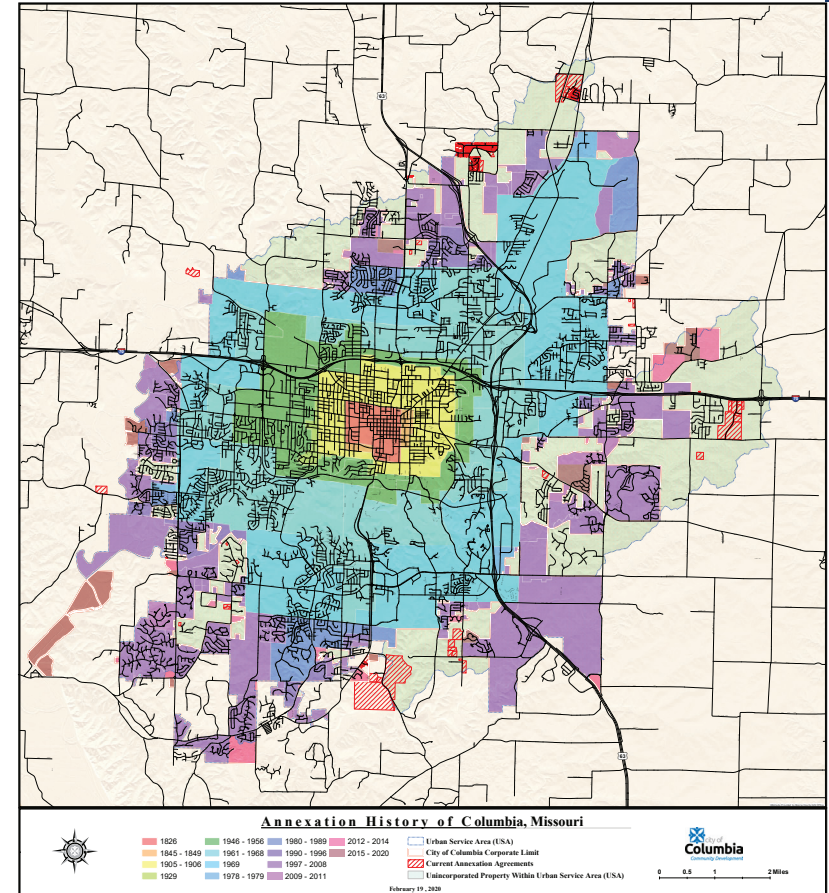 63
70
70
63
Annexation History of Columbia, Missouri
1826
1845 - 1849
1905 - 1906
1929
1946 - 1956
1961 - 1968
1969
1978 - 1979
1980 - 1989
1990 - 1996
1997 - 2008
2009 - 2011
2012 - 2014
2015 - 2020
Urban Service Area (USA)
City of Columbia Corporate Limit
Current Annexation Agreements
Unincorporated Property Within Urban Service Area (USA)
city of
Columbia
Community Development
0 0.5 1 2 Miles
February 19, 2020